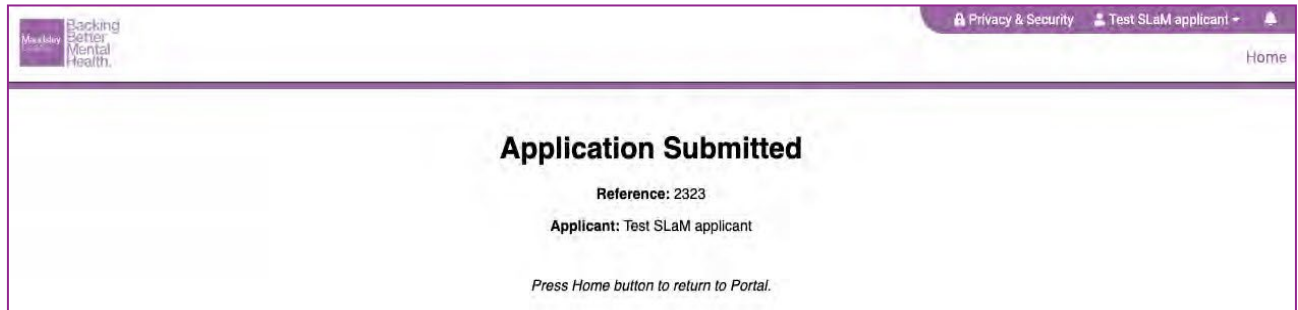 Maudsley
Backing
Better
Mental
Health.
Privacy & Security Test SLaM applicant
Home
Application Submitted
Reference: 2323
Applicant: Test SLaM applicant
Press Home button to return to Portal.